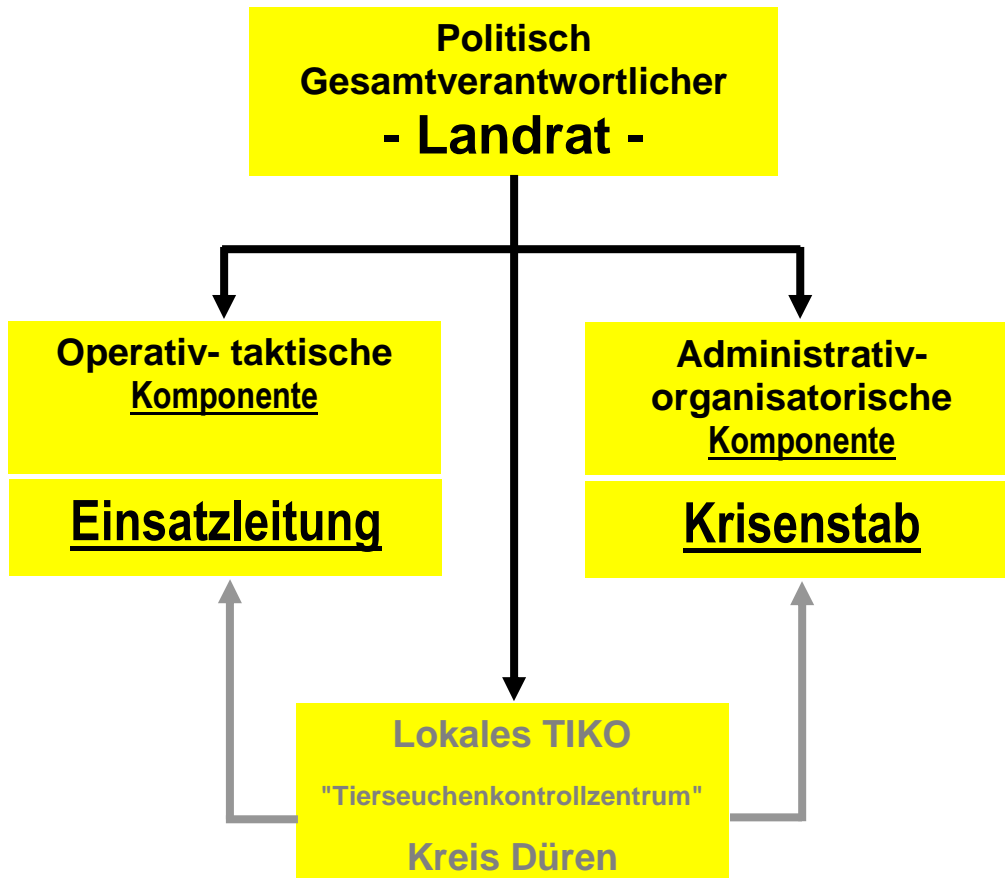 Politisch
Gesamtverantwortlicher
- Landrat -
Operativ- taktische
Komponente
Einsatzleitung
Administrativ-
organisatorische
Komponente
Krisenstab
Lokales TIKO
"Tierseuchenkontrollzentrum"
Kreis Düren